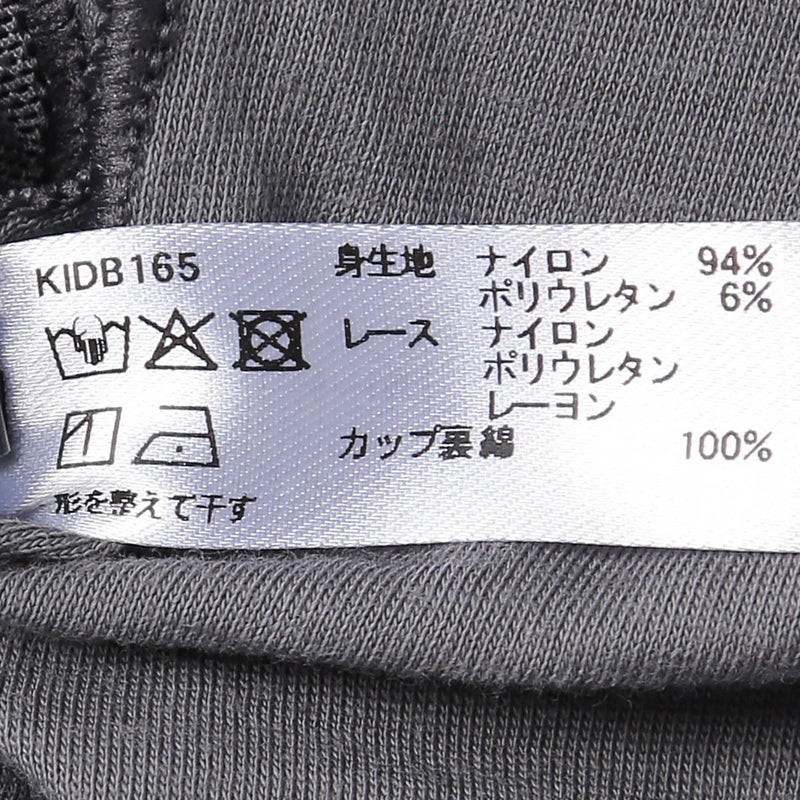 KIDB165
身生地 ナイロン 94%
ポリウレタン 6%
レース ナイロン
ポリウレタン
レーヨン
カップ裏 綿 100%
形を整えて干す